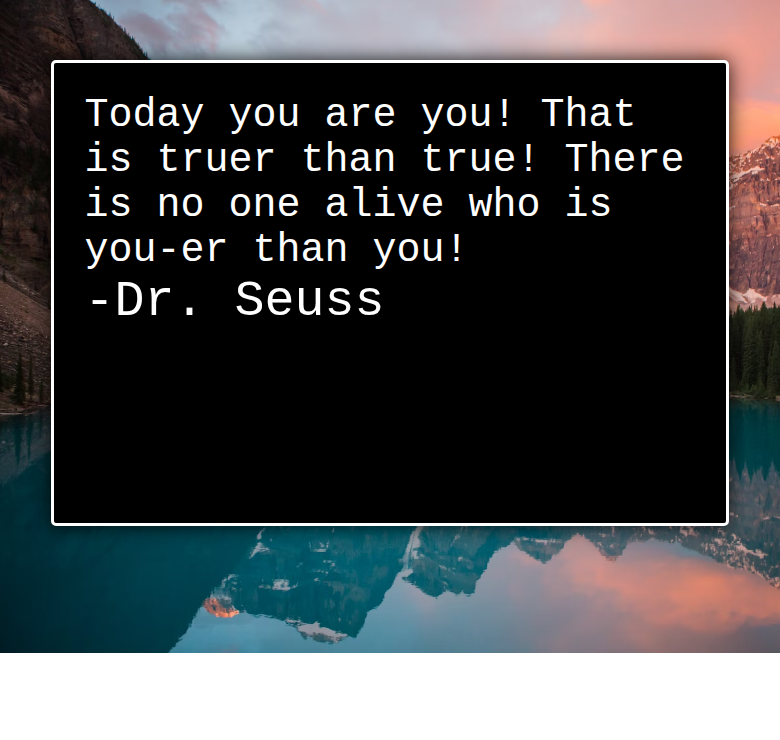 Today you are you! That
is truer than true! There
is no one alive who is
you-er than you!
-Dr. Seuss